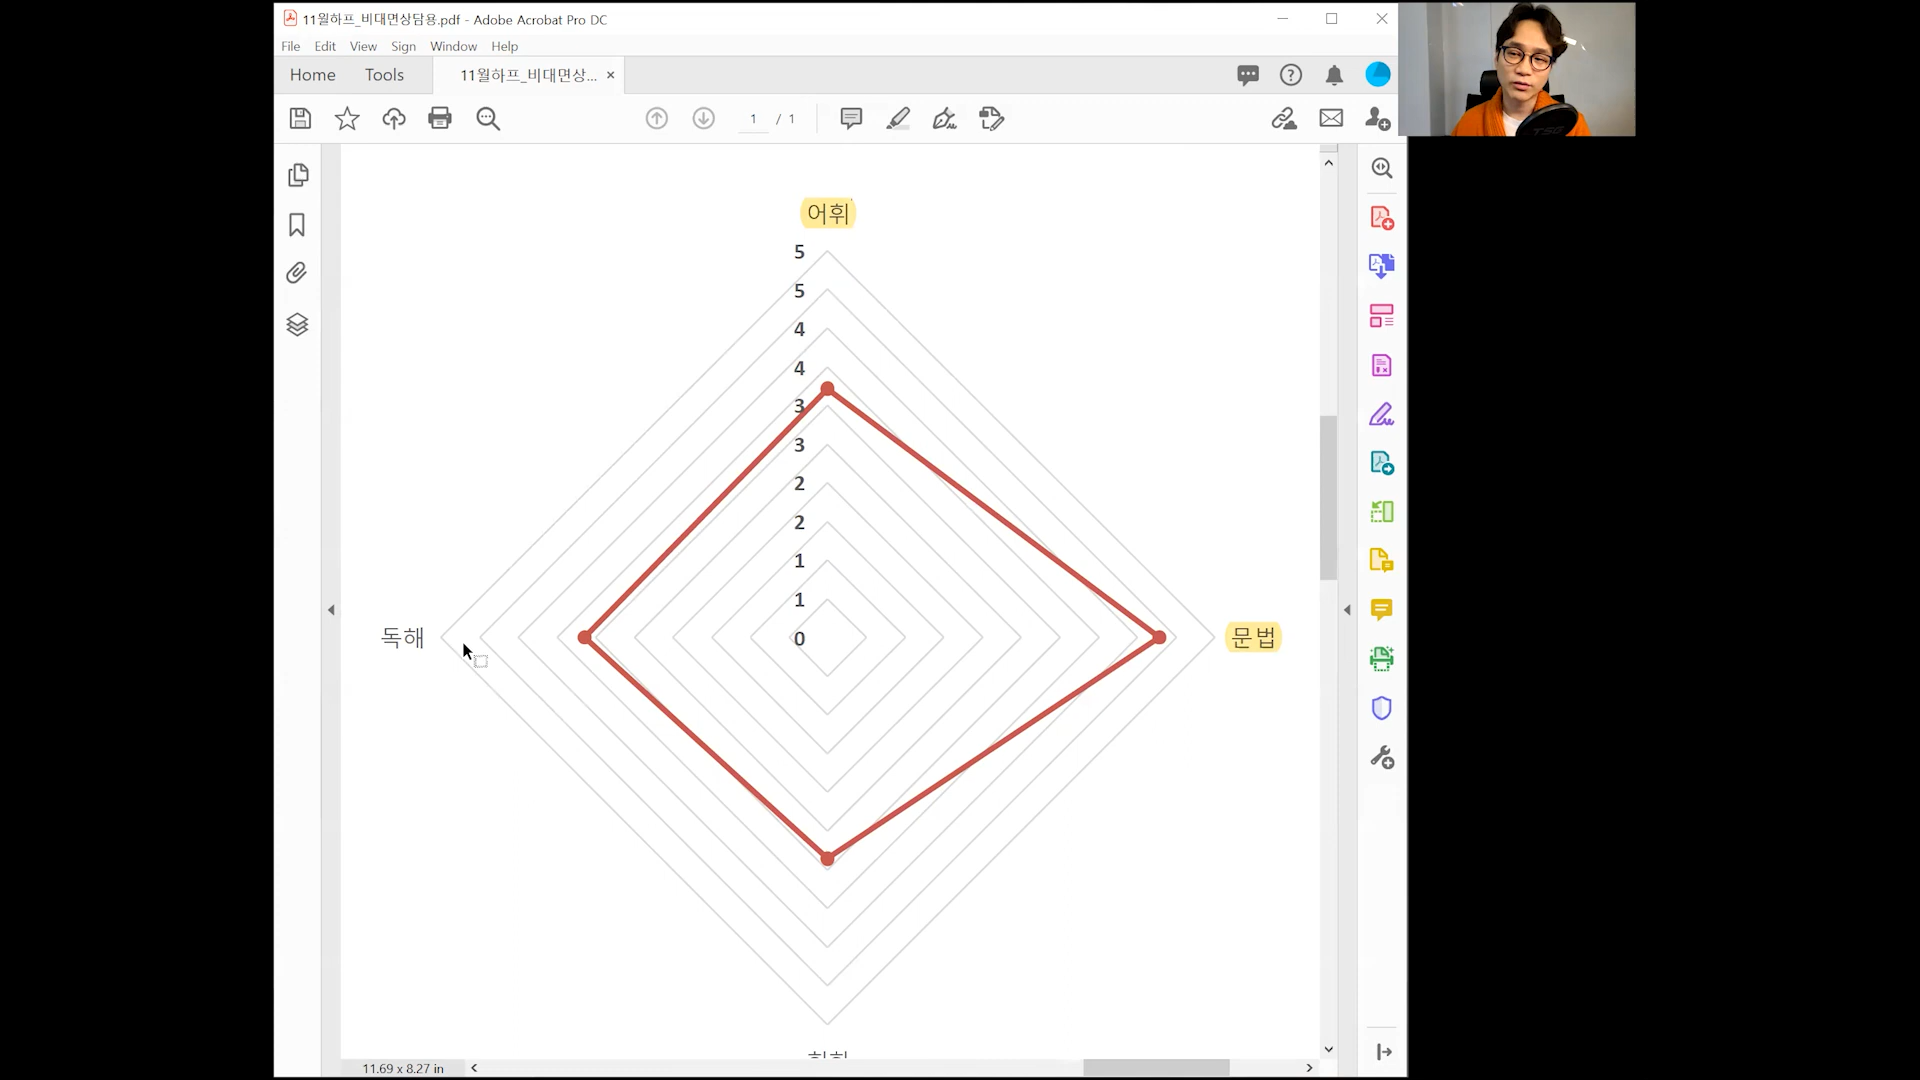 11월하프_비대면상담용.pdf - Adobe Acrobat Pro DC
File Edit View Sign Window Help
Home Tools 11월하프_비대면상... ×
1 / 1
어휘
5
5
4
4
3
3
2
2
1
1
0
독해
문법
11.69 x 8.27 in